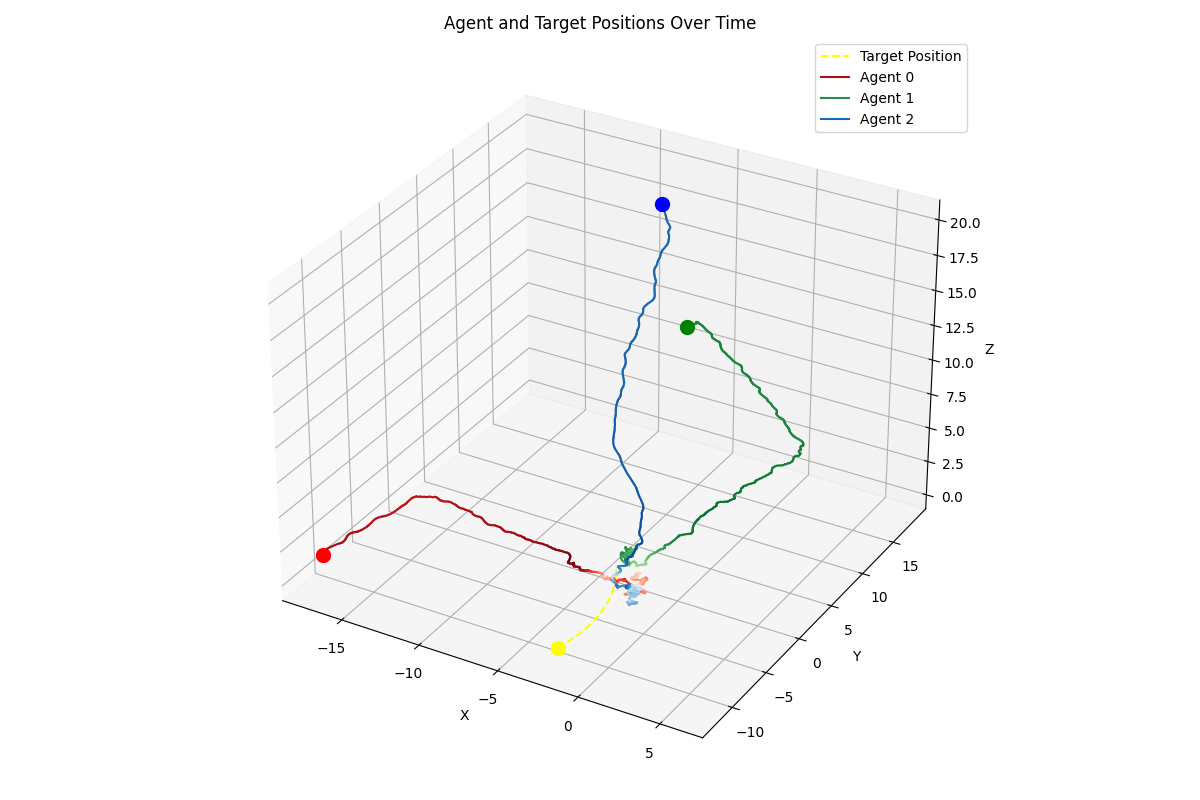 Agent and Target Positions Over Time
Target Position
Agent 0
Agent 1
Agent 2
20.0
17.5
15.0
12.5
10.0
7.5
5.0
2.5
0.0
Z
15
10
5
0
−5
−10
Y
−15
−10
−5
0
5
X